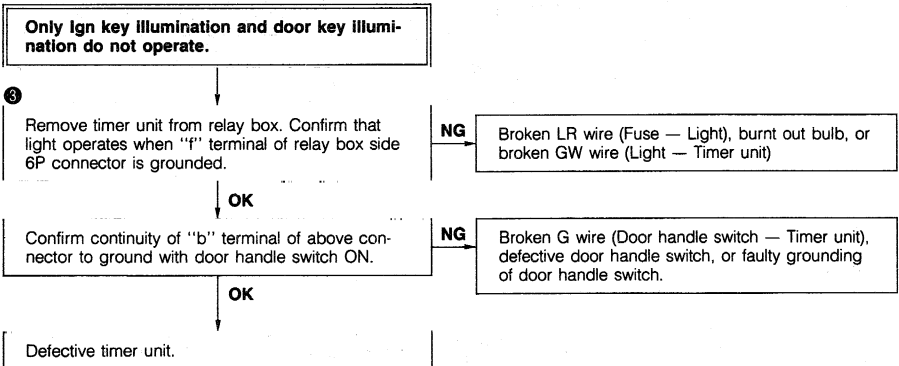 Only Ign key illumination and door key illumi-
nation do not operate.
❸
Remove timer unit from relay box. Confirm that
light operates when "f" terminal of relay box side
6P connector is grounded.
NG
Broken LR wire (Fuse — Light), burnt out bulb, or
broken GW wire (Light — Timer unit)
OK
Confirm continuity of "b" terminal of above con-
nector to ground with door handle switch ON.
NG
Broken G wire (Door handle switch — Timer unit),
defective door handle switch, or faulty grounding
of door handle switch.
OK
Defective timer unit.